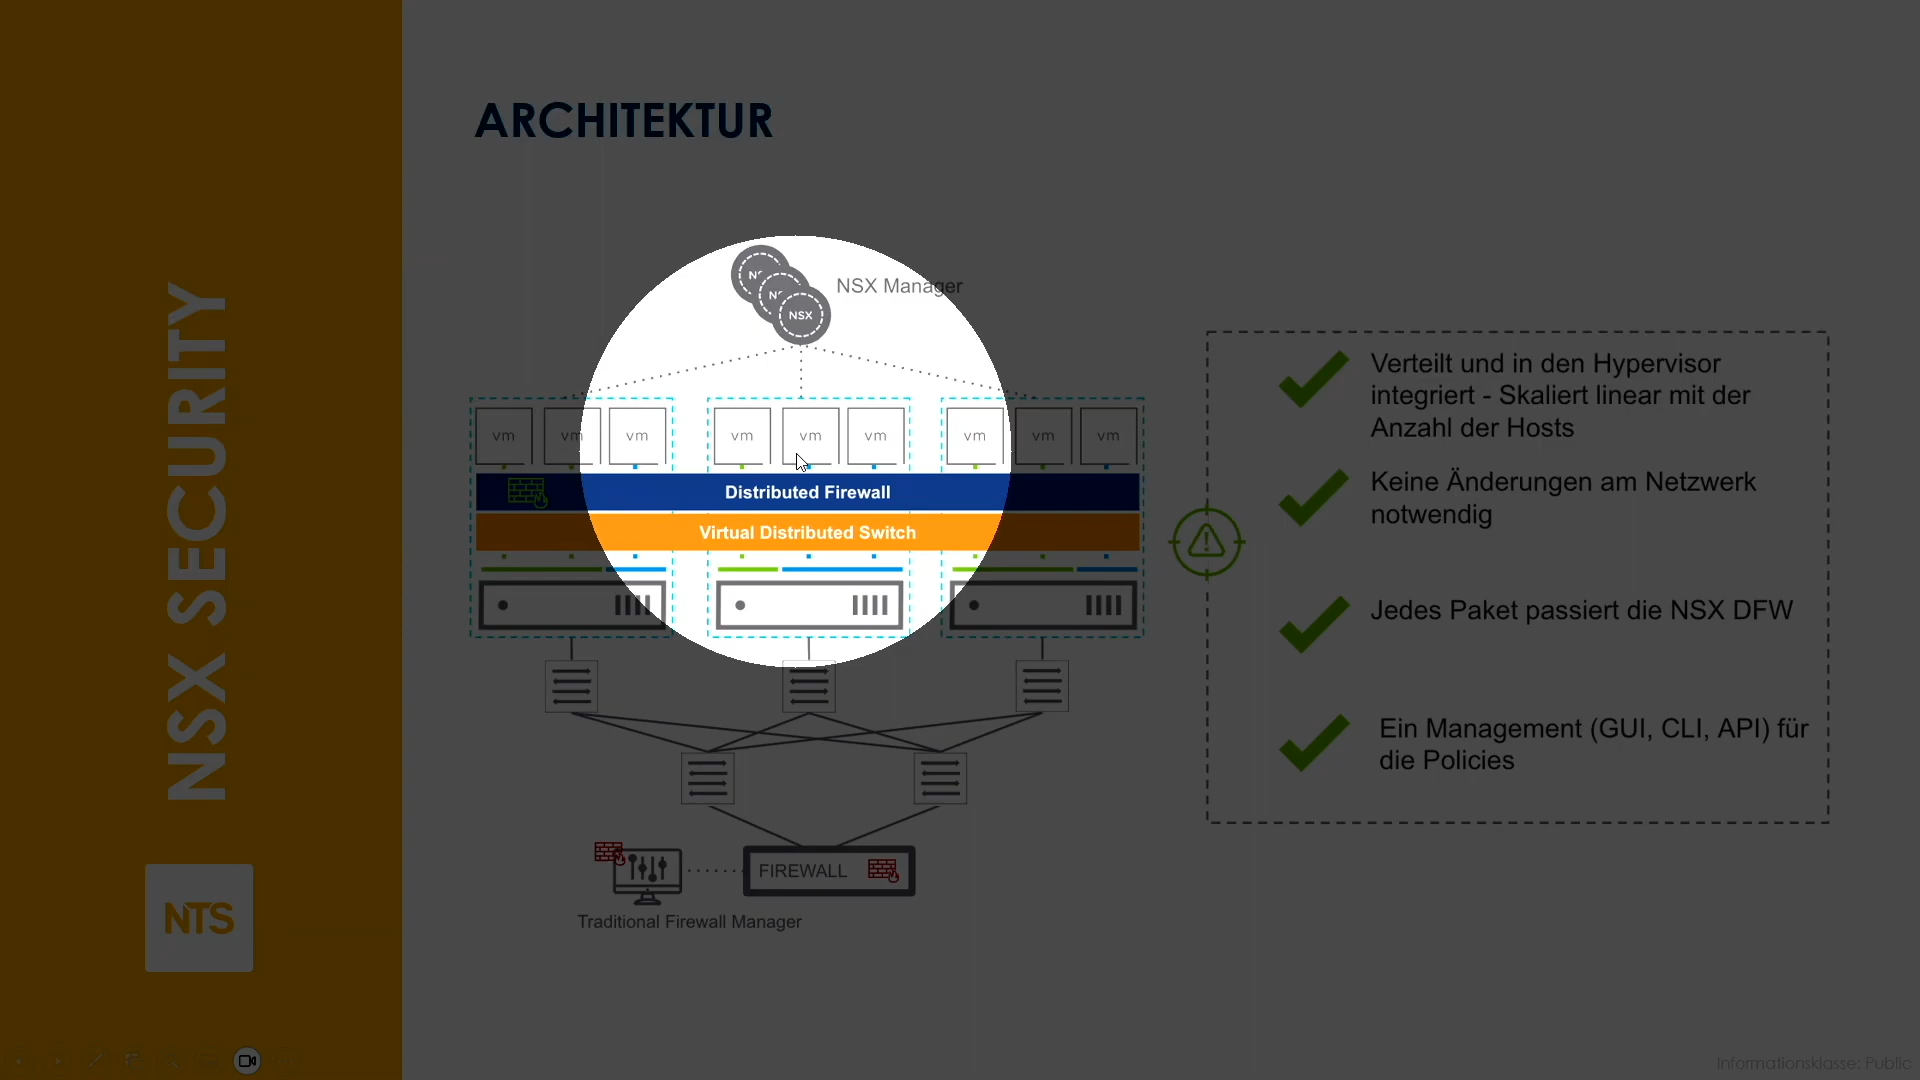 NSX SECURITY
NTS
ARCHITEKTUR
NSX Manager
NSX
vm vm vm vm vm vm vm vm vm
Distributed Firewall
Virtual Distributed Switch
FIREWALL
Traditional Firewall Manager
Verteilt und in den Hypervisor
integriert - Skaliert linear mit der
Anzahl der Hosts
Keine Änderungen am Netzwerk
notwendig
Jedes Paket passiert die NSX DFW
Ein Management (GUI, CLI, API) für
die Policies
Informationsklasse: Public